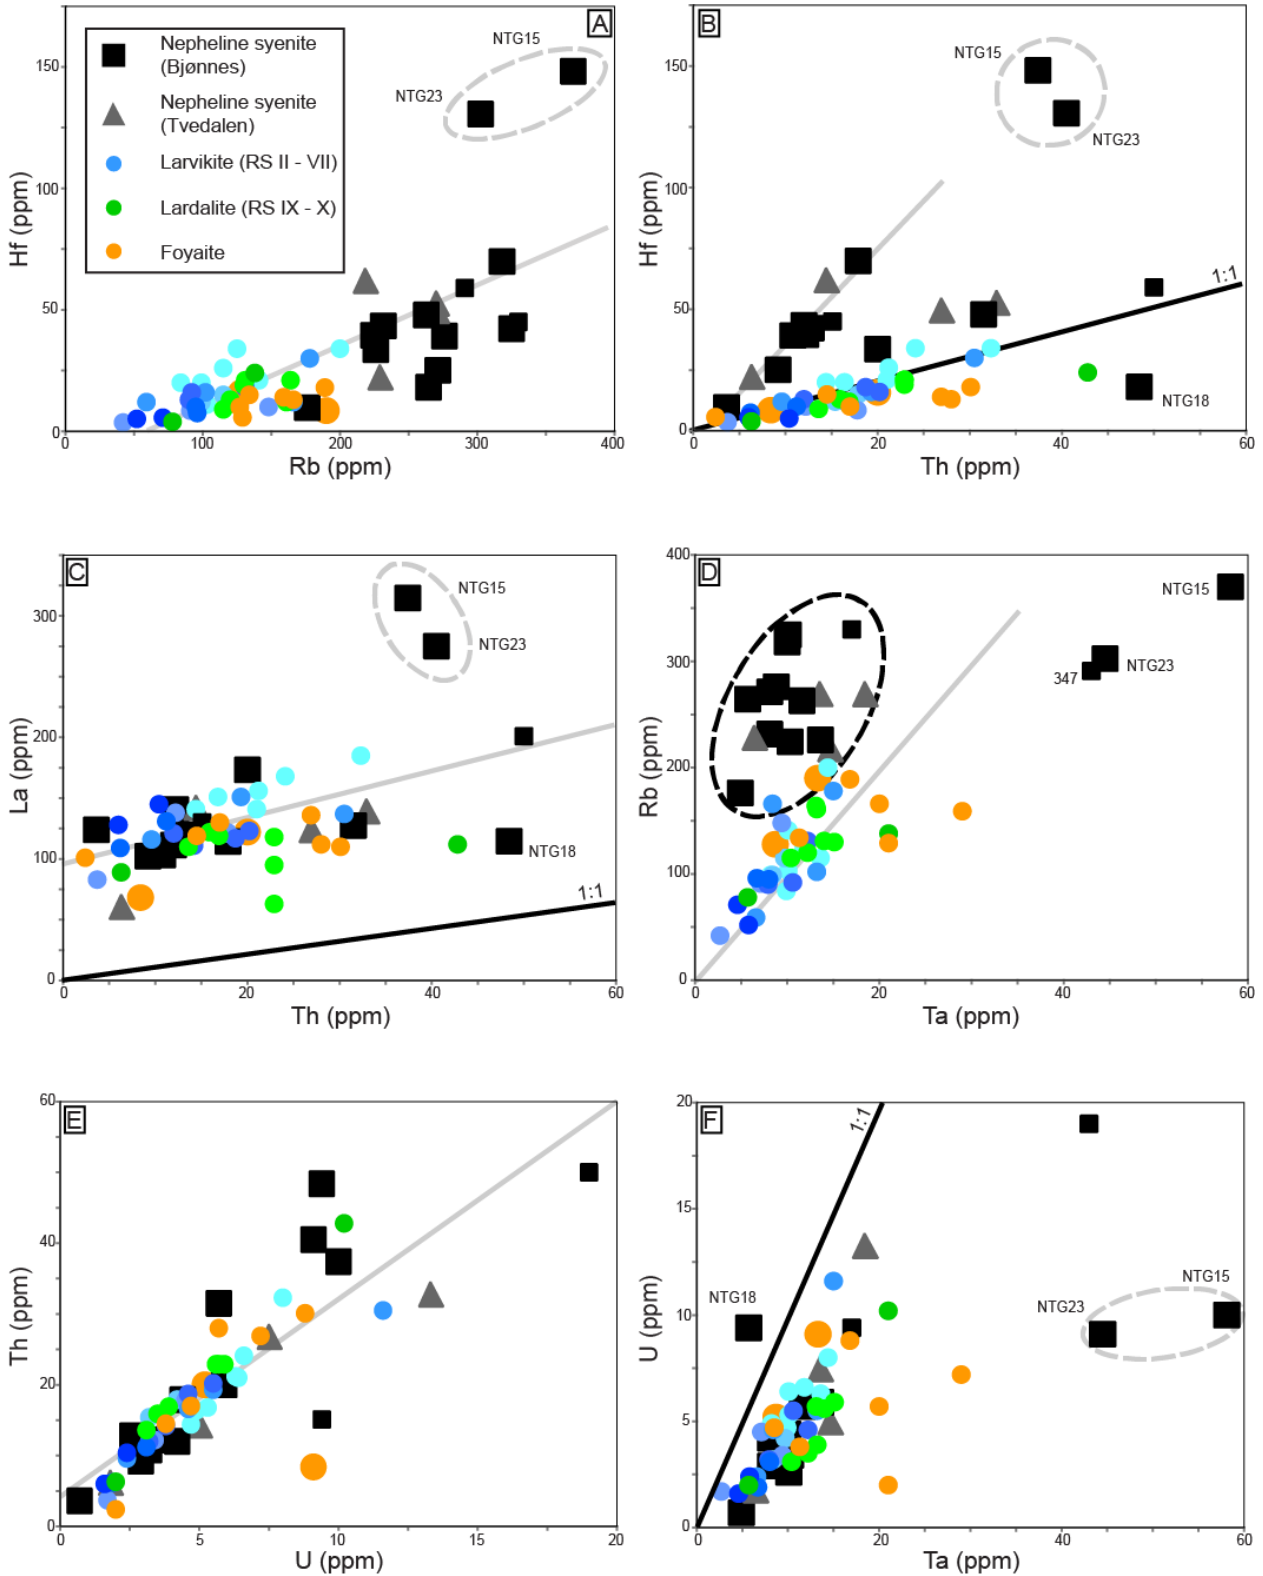 A
Nepheline syenite
(Bjønnes)
Nepheline syenite
(Tvedalen)
Larvikite (RS II - VII)
Lardalite (RS IX - X)
Foyaite
NTG15
NTG23
150
100
50
0
0
100
200
300
400
Hf (ppm)
Rb (ppm)
B
NTG15
NTG23
1:1
NTG18
150
100
50
0
0
20
40
60
Hf (ppm)
Th (ppm)
C
NTG15
NTG23
NTG18
1:1
300
200
100
0
0
20
40
60
La (ppm)
Th (ppm)
D
NTG15
NTG23
347
400
300
200
100
0
0
20
40
60
Rb (ppm)
Ta (ppm)
E
60
40
20
0
0
5
10
15
20
Th (ppm)
U (ppm)
F
1:1
NTG18
NTG15
NTG23
20
15
10
5
0
0
20
40
60
U (ppm)
Ta (ppm)